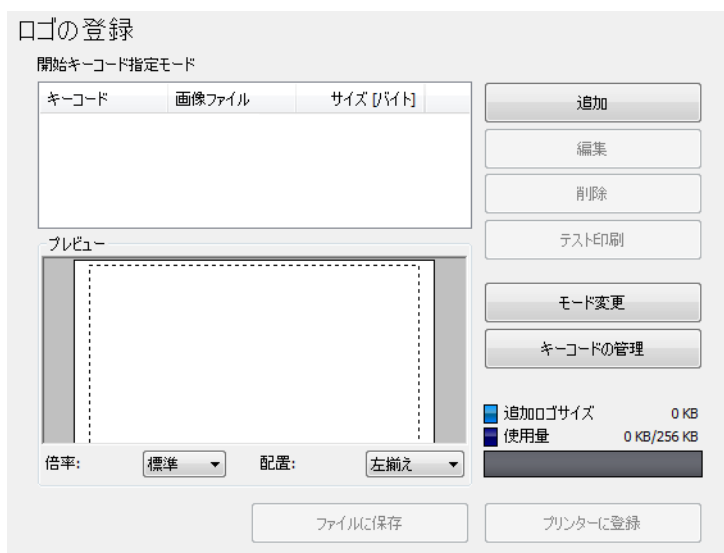 ロゴの登録
開始キーコード指定モード
キーコード 画像ファイル サイズ [バイト]
追加
編集
削除
テスト印刷
プレビュー
モード変更
キーコードの管理
追加ロゴサイズ 0 KB
使用量 0 KB/256 KB
倍率: 標準 配置: 左揃え
ファイルに保存 プリンターに登録